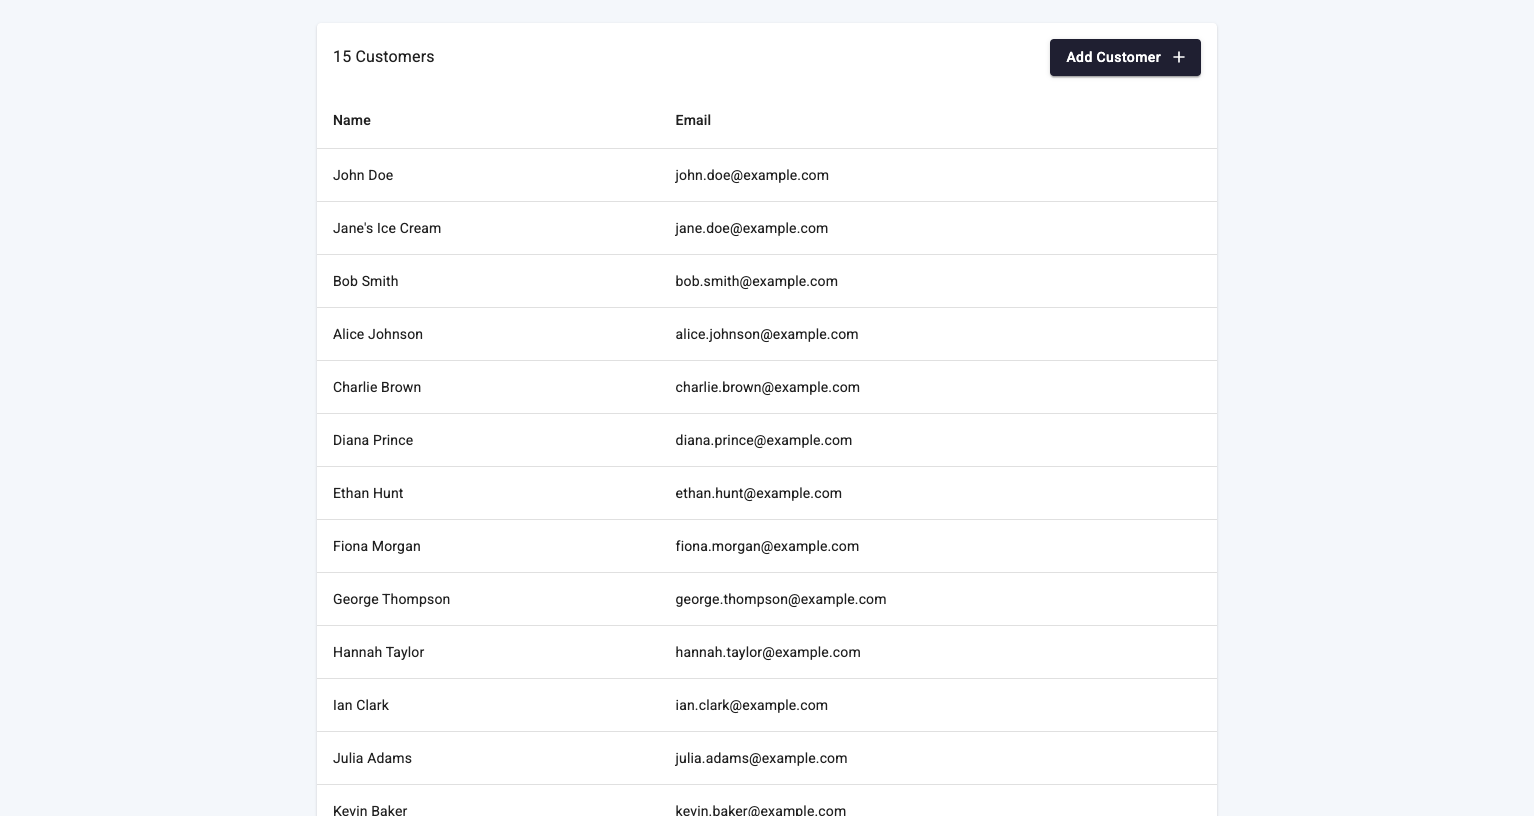 15 Customers
Add Customer +
Name Email
John Doe john.doe@example.com
Jane's Ice Cream jane.doe@example.com
Bob Smith bob.smith@example.com
Alice Johnson alice.johnson@example.com
Charlie Brown charlie.brown@example.com
Diana Prince diana.prince@example.com
Ethan Hunt ethan.hunt@example.com
Fiona Morgan fiona.morgan@example.com
George Thompson george.thompson@example.com
Hannah Taylor hannah.taylor@example.com
Ian Clark ian.clark@example.com
Julia Adams julia.adams@example.com
Kevin Baker kevin.baker@example.com